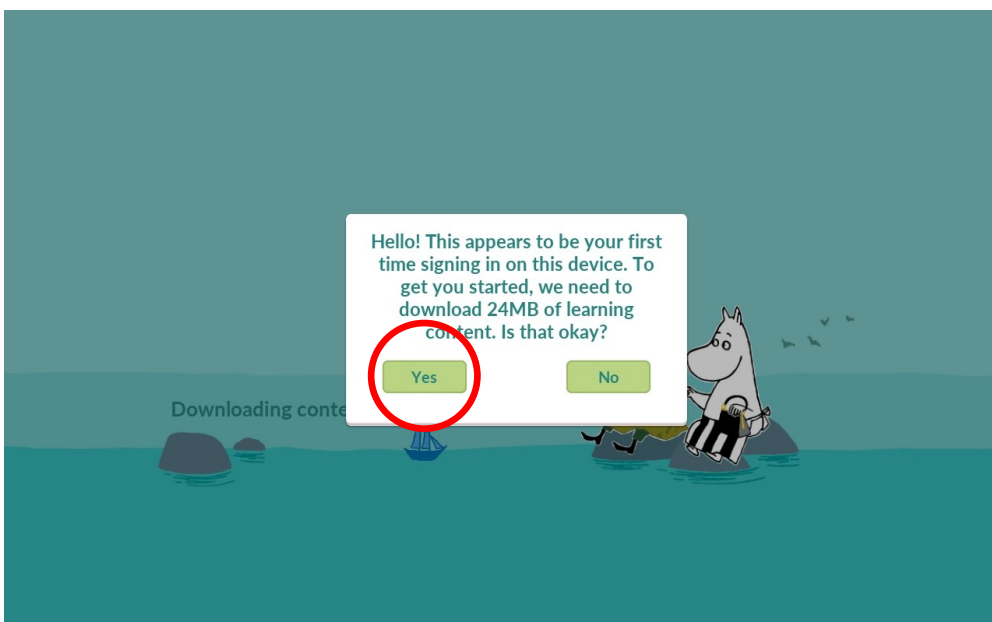 Hello! This appears to be your first
time signing in on this device. To
get you started, we need to
download 24MB of learning
content. Is that okay?
Yes
No
Downloading conte